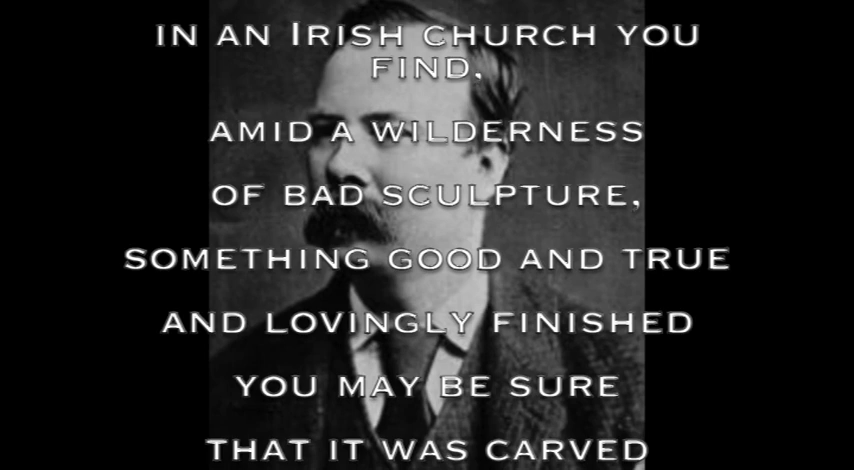 IN AN IRISH CHURCH YOU
FIND,
AMID A WILDERNESS
OF BAD SCULPTURE,
SOMETHING GOOD AND TRUE
AND LOVINGLY FINISHED
YOU MAY BE SURE
THAT IT WAS CARVED